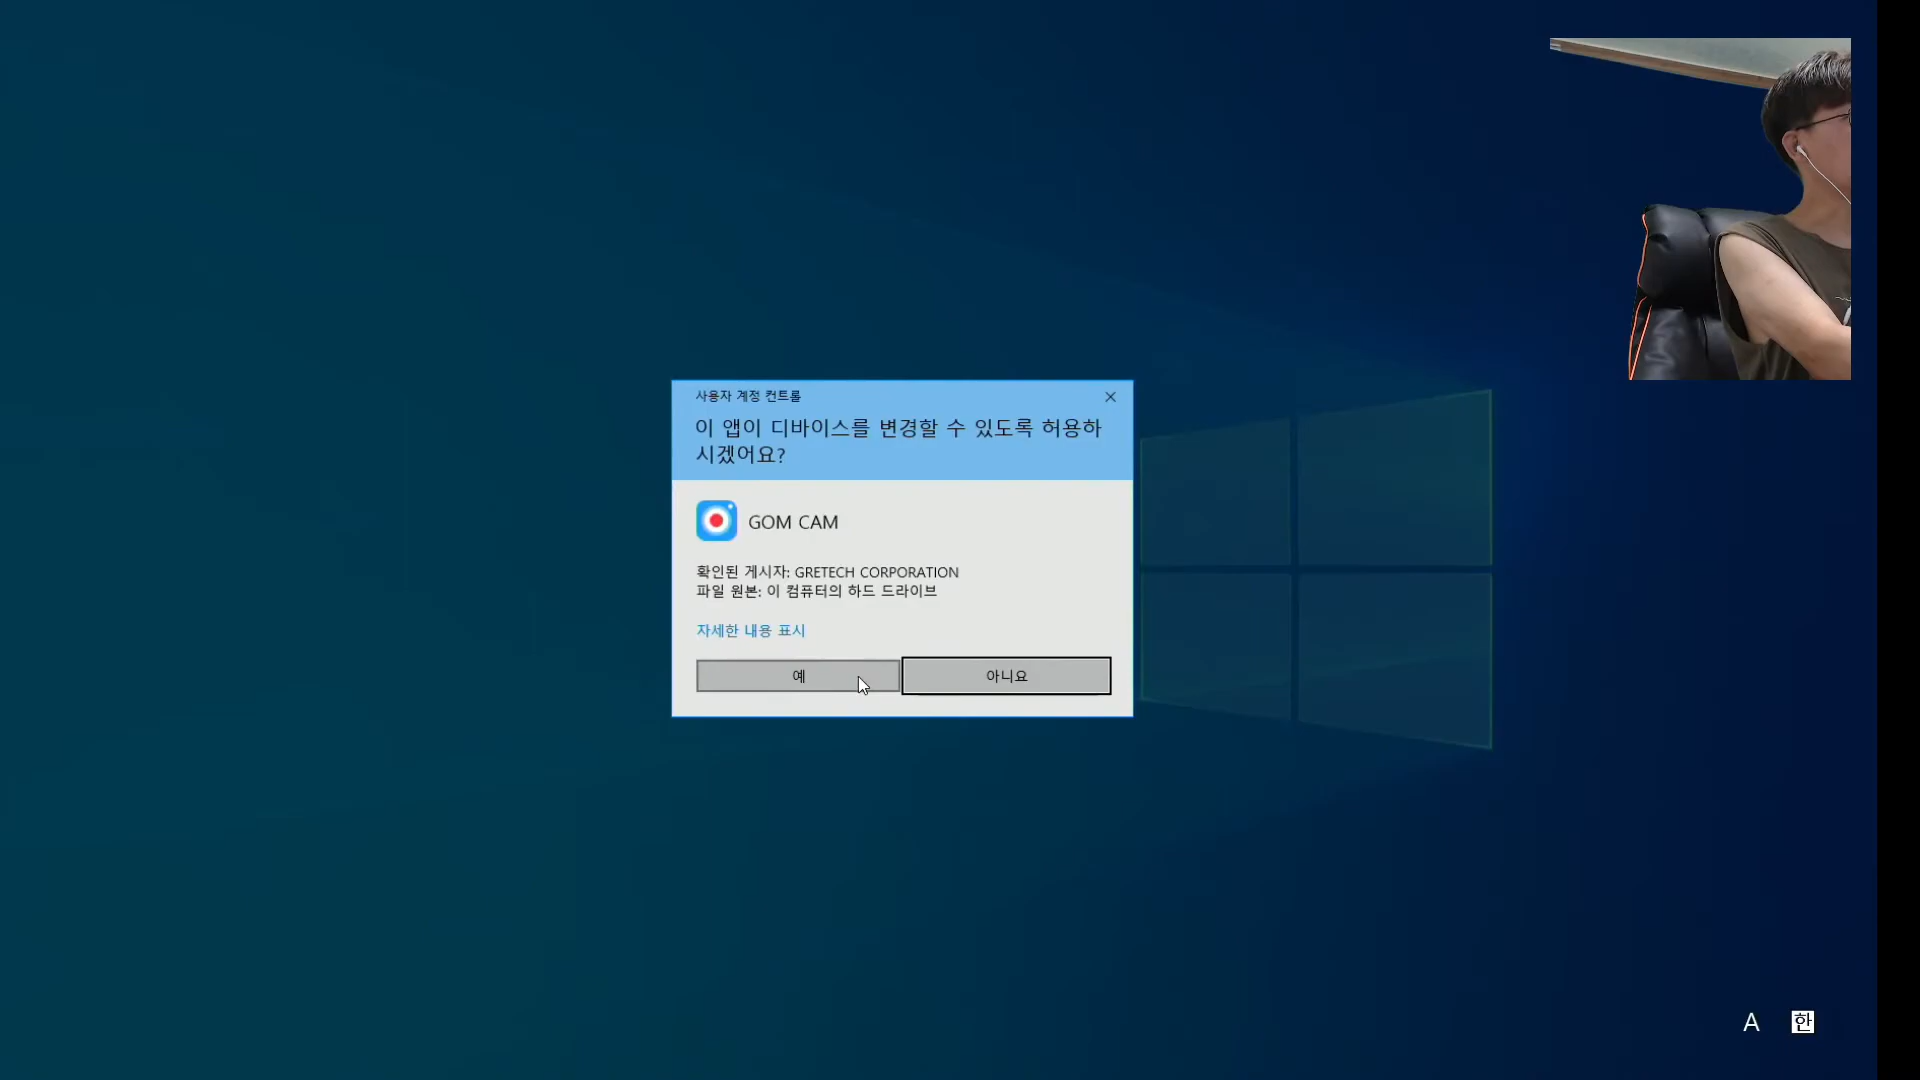 사용자 계정 컨트롤
이 앱이 디바이스를 변경할 수 있도록 허용하
시겠어요?
GOM CAM
확인된 게시자: GRETECH CORPORATION
파일 원본: 이 컴퓨터의 하드 드라이브
자세한 내용 표시
예
아니요
A 한